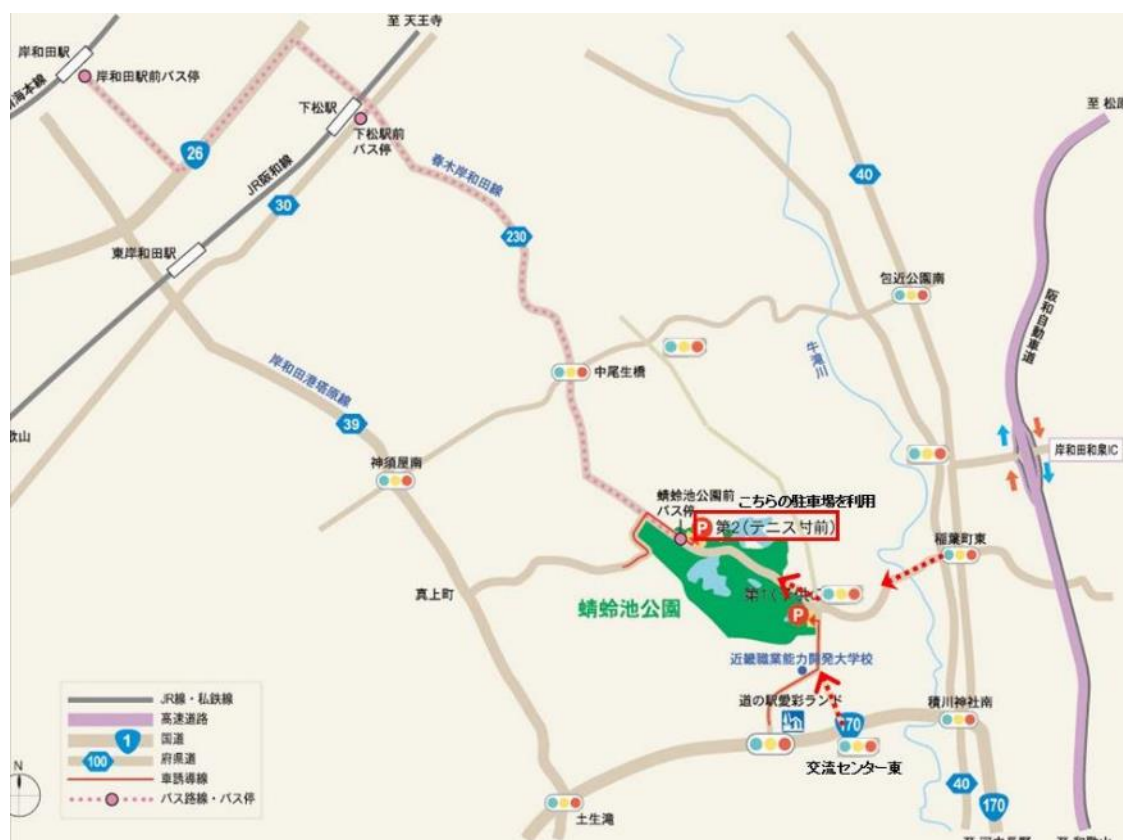 至 天王寺
岸和田駅
岸和田駅前バス停
海本線
下松駅
下松駅前
バス停
至 松原
26
JR阪和線
30
春木岸和田線
40
230
東岸和田駅
包近公園南
阪和自動車道
牛滝川
中尾生橋
岸和田港塔原線
39
歌山
神須屋南
岸和田和泉IC
蜻蛉池公園前
バス停
こちらの駐車場を利用
P 第2(テニス村前)
稲葉町東
真上町
第1
P
蜻蛉池公園
近畿職業能力開発大学校
道の駅愛彩ランド
170
積川神社南
交流センター東
40
170
土生滝
JR線・私鉄線
高速道路
1
国道
100
府県道
車誘導線
バス路線・バス停
N